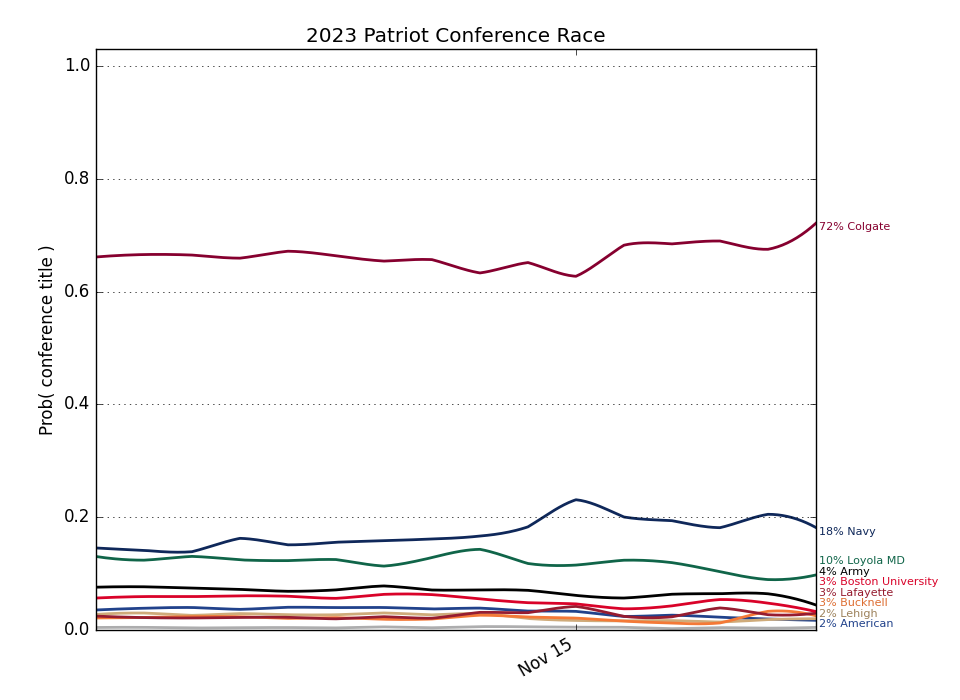 2023 Patriot Conference Race
Prob( conference title )
1.0
0.8
0.6
0.4
0.2
0.0
Nov 15
72% Colgate
18% Navy
10% Loyola MD
4% Army
3% Boston University
3% Lafayette
3% Bucknell
2% Lehigh
2% American